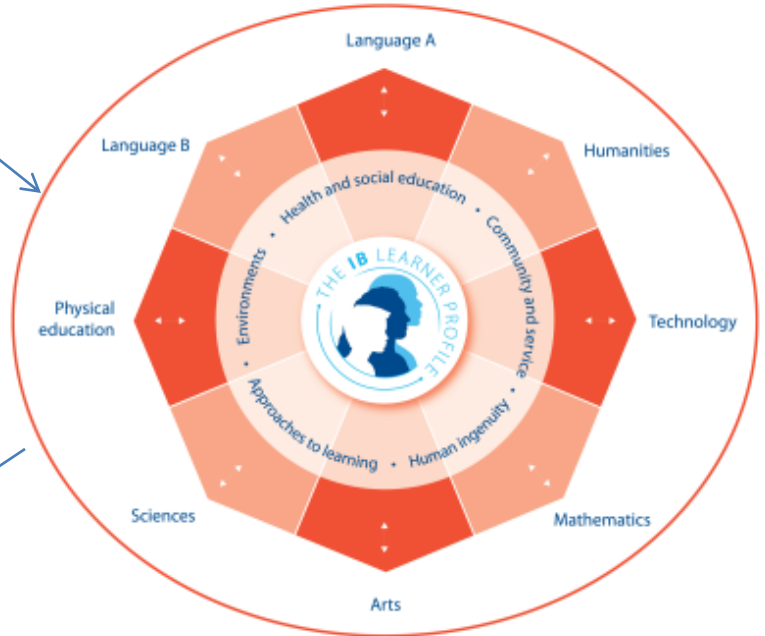 Language A
Language B
Humanities
Health and social education
Community and service
Environments
THE IB LEARNER PROFILE
Physical
education
Technology
Approaches to learning
Human ingenuity
Sciences
Mathematics
Arts